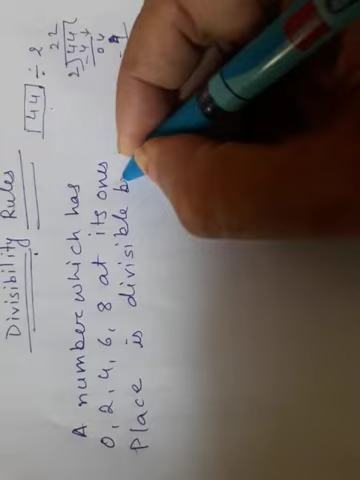 Divisibility Rules
44 ÷ 2
22
2)44
-4↓
04
A number which has
0, 2, 4, 6, 8 at its ones
Place is divisible b